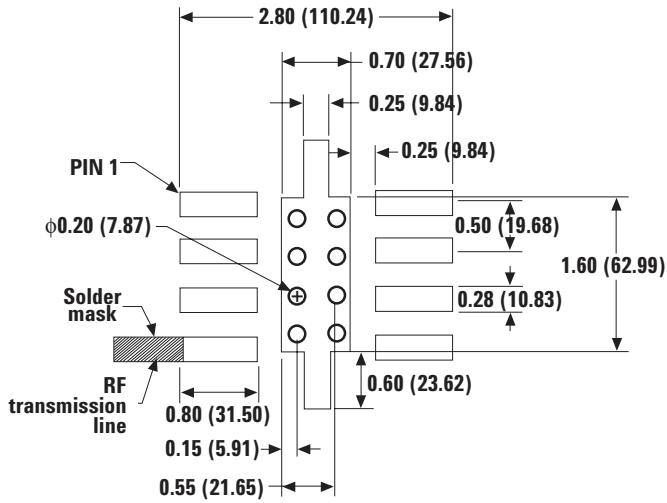 2.80 (110.24)
0.70 (27.56)
0.25 (9.84)
PIN 1
0.25 (9.84)
ϕ0.20 (7.87)
0.50 (19.68)
1.60 (62.99)
Solder
mask
0.28 (10.83)
RF
transmission
line
0.60 (23.62)
0.80 (31.50)
0.15 (5.91)
0.55 (21.65)